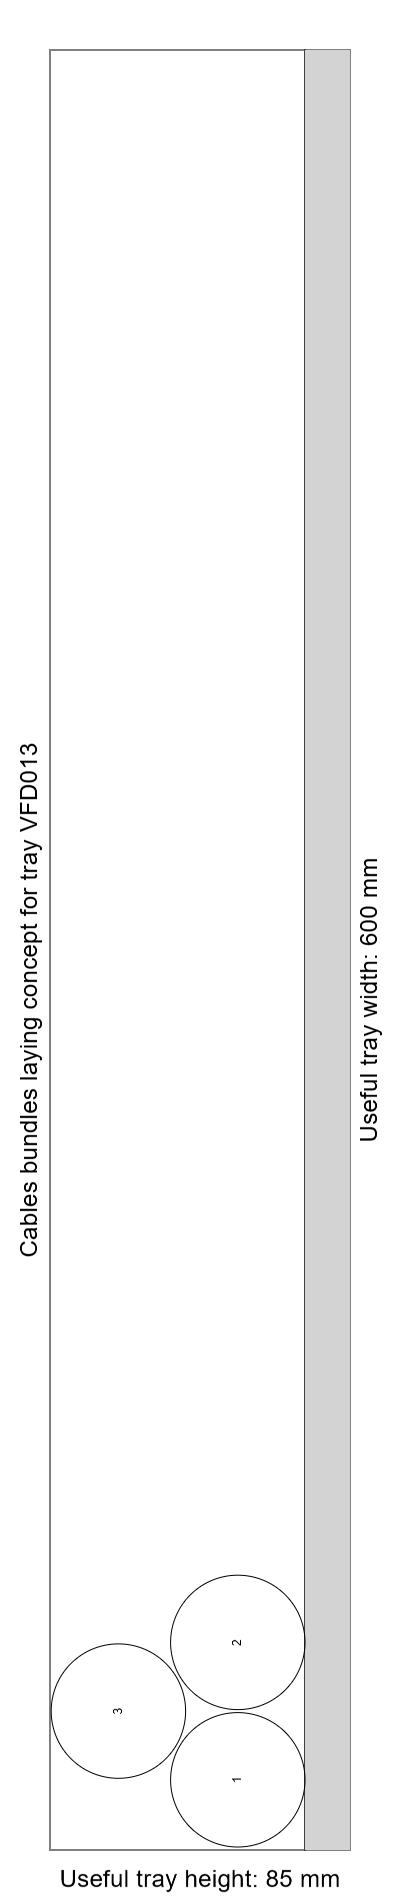 Cables bundles laying concept for tray VFD013
Useful tray width: 600 mm
2
3
1
Useful tray height: 85 mm